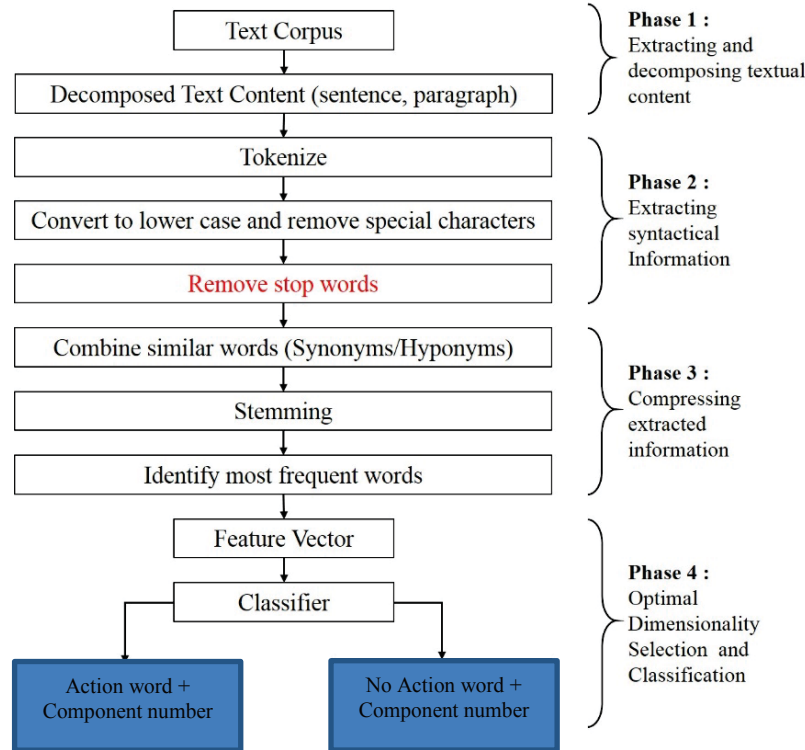 Text Corpus
Decomposed Text Content (sentence, paragraph)
Phase 1 :
Extracting and
decomposing textual
content
Tokenize
Convert to lower case and remove special characters
Remove stop words
Phase 2 :
Extracting
syntactical
Information
Combine similar words (Synonyms/Hyponyms)
Stemming
Identify most frequent words
Phase 3 :
Compressing
extracted
information
Feature Vector
Classifier
Action word +
Component number
No Action word +
Component number
Phase 4 :
Optimal
Dimensionality
Selection and
Classification